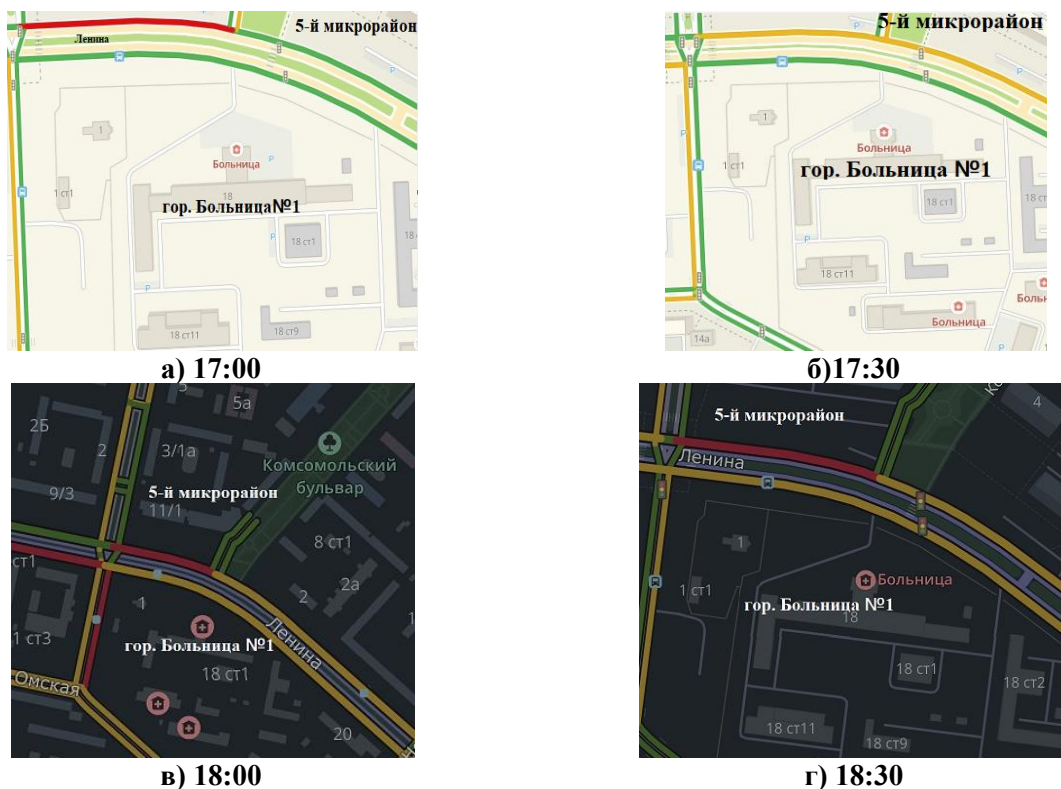 5-й микрорайон
Ленина
P
1
P
Больница
1 ст1
18
гор. Больница№1
18 ст1
P
P
18 ст11
18 ст9
а) 17:00
5-й микрорайон
P
P
1
Больница
P
1 ст1
гор. Больница №1
18 ст1
P
18 ст11
Больница
14а
б)17:30
5а
2Б
2
3/1а
Комсомольский
бульвар
9/3
5-й микрорайон
11/1
ст1
8 ст1
2а
1
2
1 ст3
гор. Больница №1
Ленина
18 ст1
Омская
20
в) 18:00
4
5-й микрорайон
Ленина
1
Больница
1 ст1
гор. Больница №1
18
18 ст1
18 ст2
18 ст11
18 ст9
г) 18:30